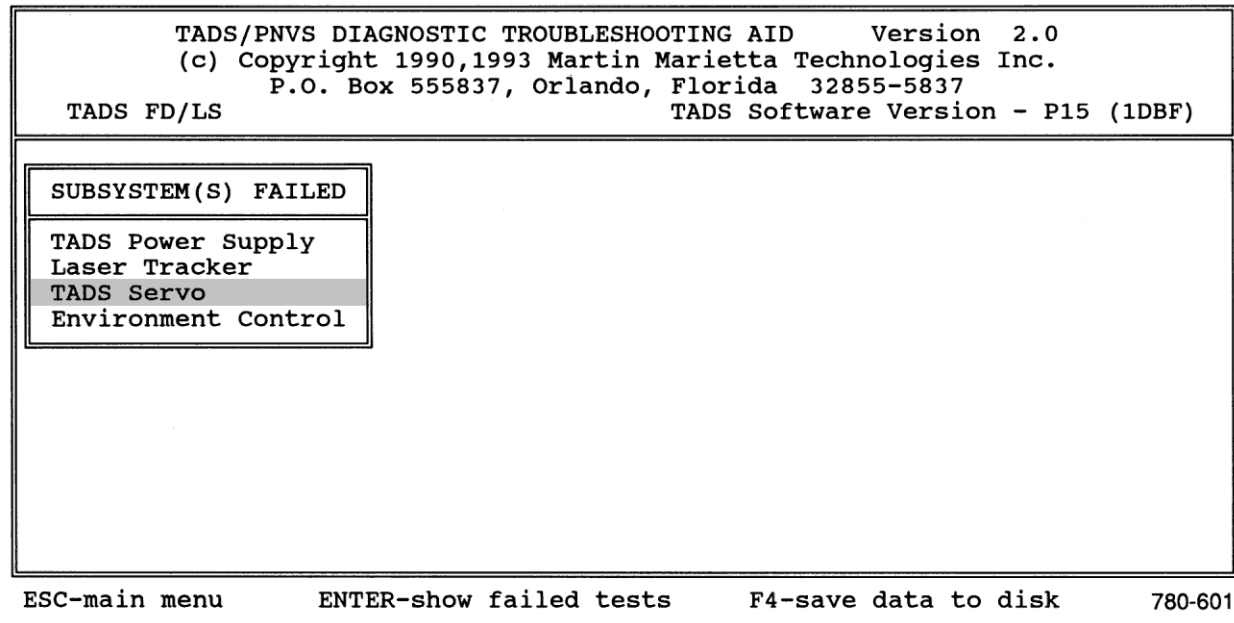 TADS/PNVS DIAGNOSTIC TROUBLESHOOTING AID Version 2.0
(c) Copyright 1990,1993 Martin Marietta Technologies Inc.
P.O. Box 555837, Orlando, Florida 32855-5837
TADS FD/LS TADS Software Version - P15 (1DBF)
SUBSYSTEM(S) FAILED
TADS Power Supply
Laser Tracker
TADS Servo
Environment Control
ESC-main menu ENTER-show failed tests F4-save data to disk 780-601